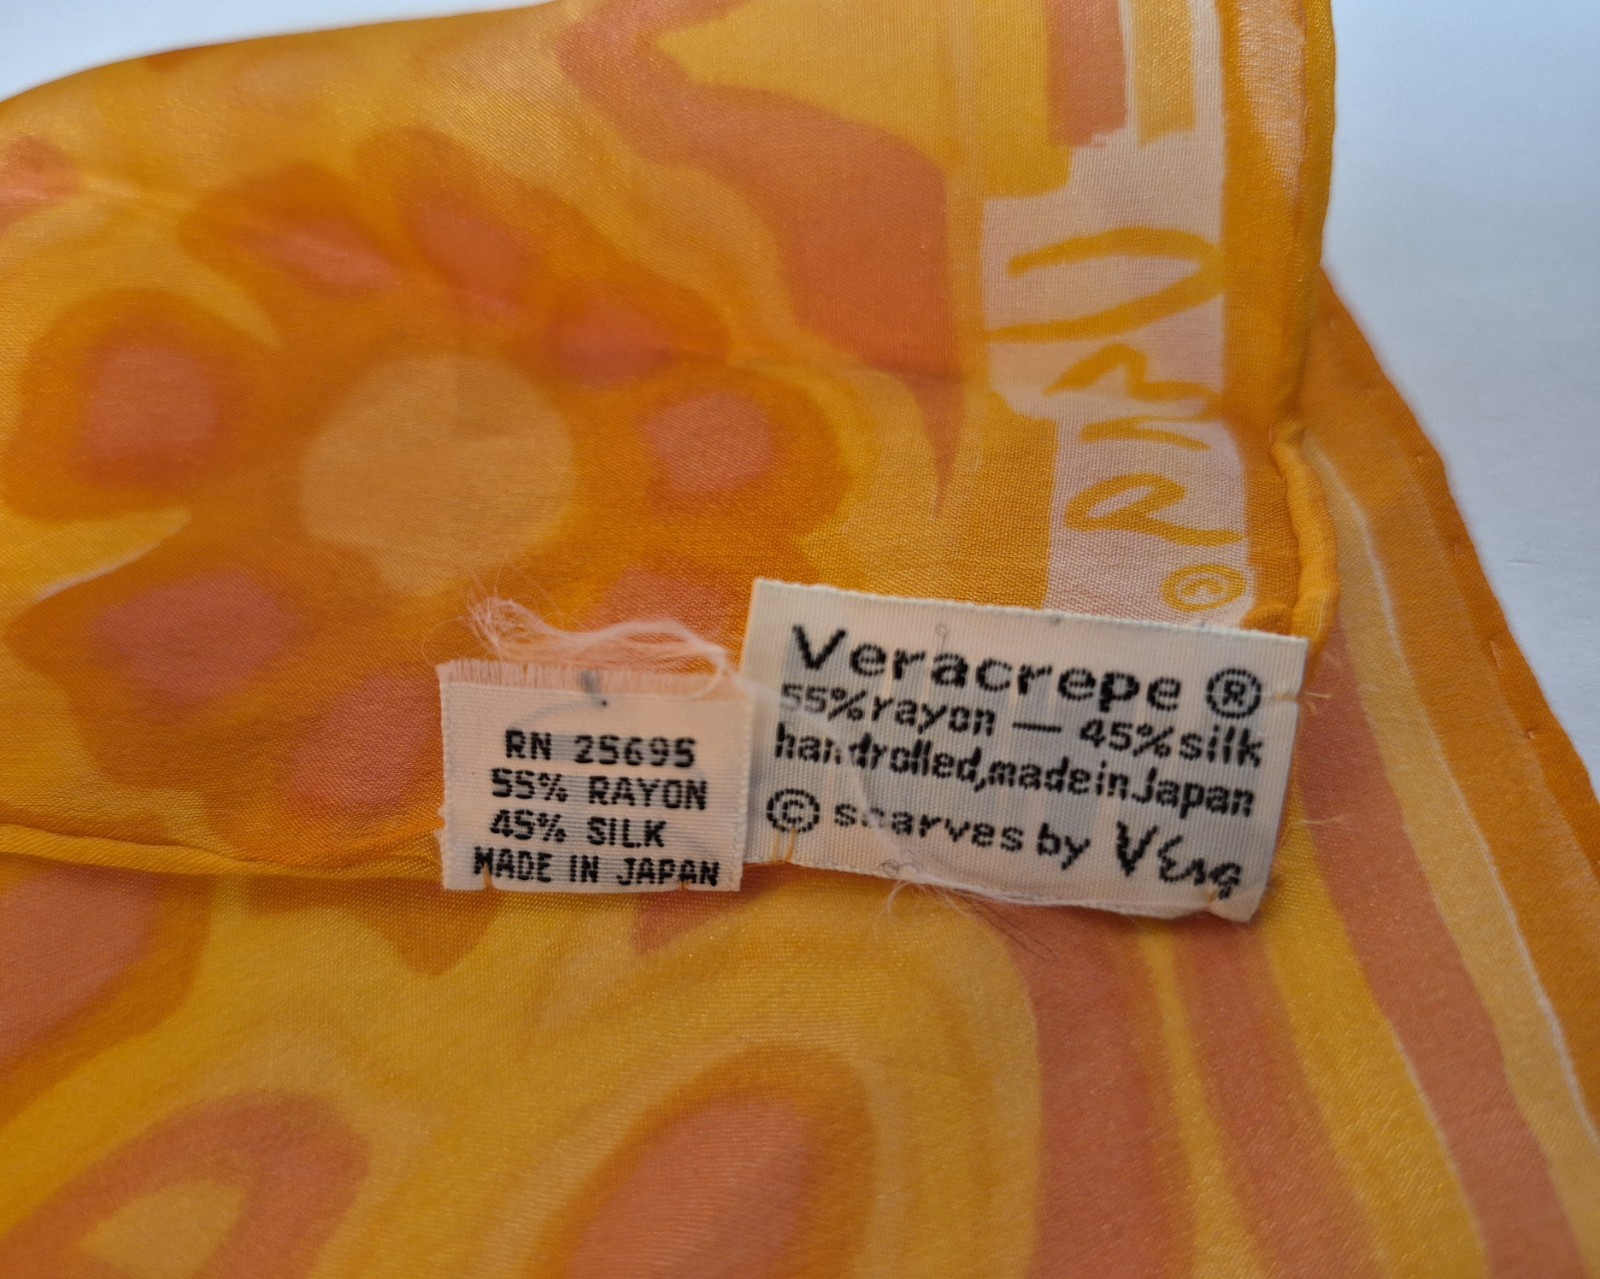 Vera
©
RN 25695
55% RAYON
45% SILK
MADE IN JAPAN
Veracrepe ®
55% rayon — 45% silk
handrolled, made in Japan
© scarves by Vera